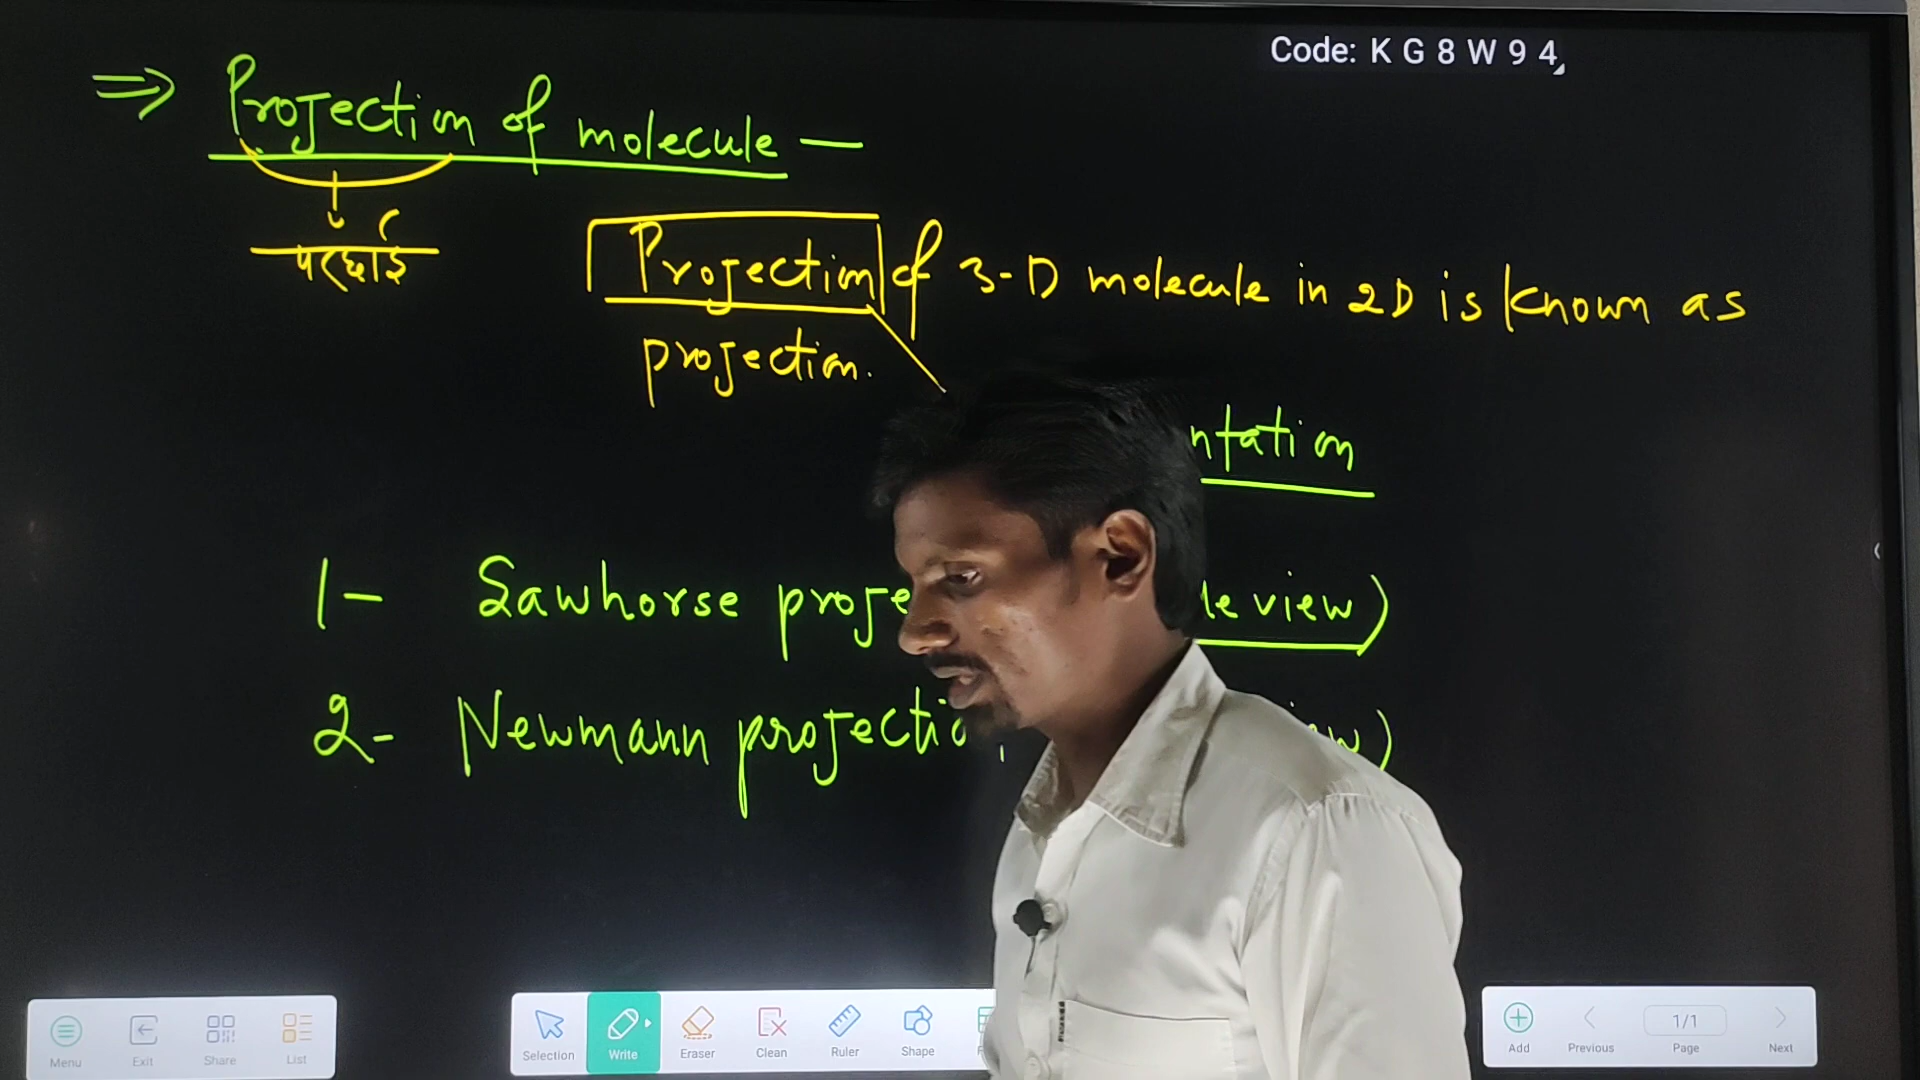 Code: K G 8 W 9 4
⇒ Projection of molecule —
परछाई
Projection of 3-D molecule in 2D is known as
projection.
ntation
1- Sawhorse proje le view)
2- Newmann projection w)
Menu Exit Share List
Selection Write Eraser Clean Ruler Shape
Add Previous 1/1 Page Next